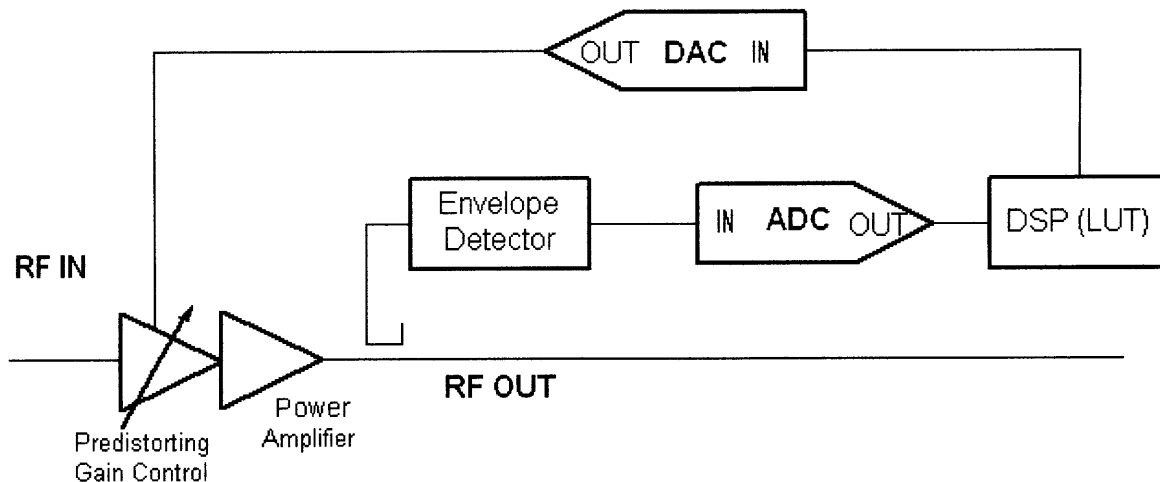 OUT DAC IN
Envelope
Detector
IN ADC OUT
DSP (LUT)
RF IN
RF OUT
Power
Amplifier
Predistorting
Gain Control